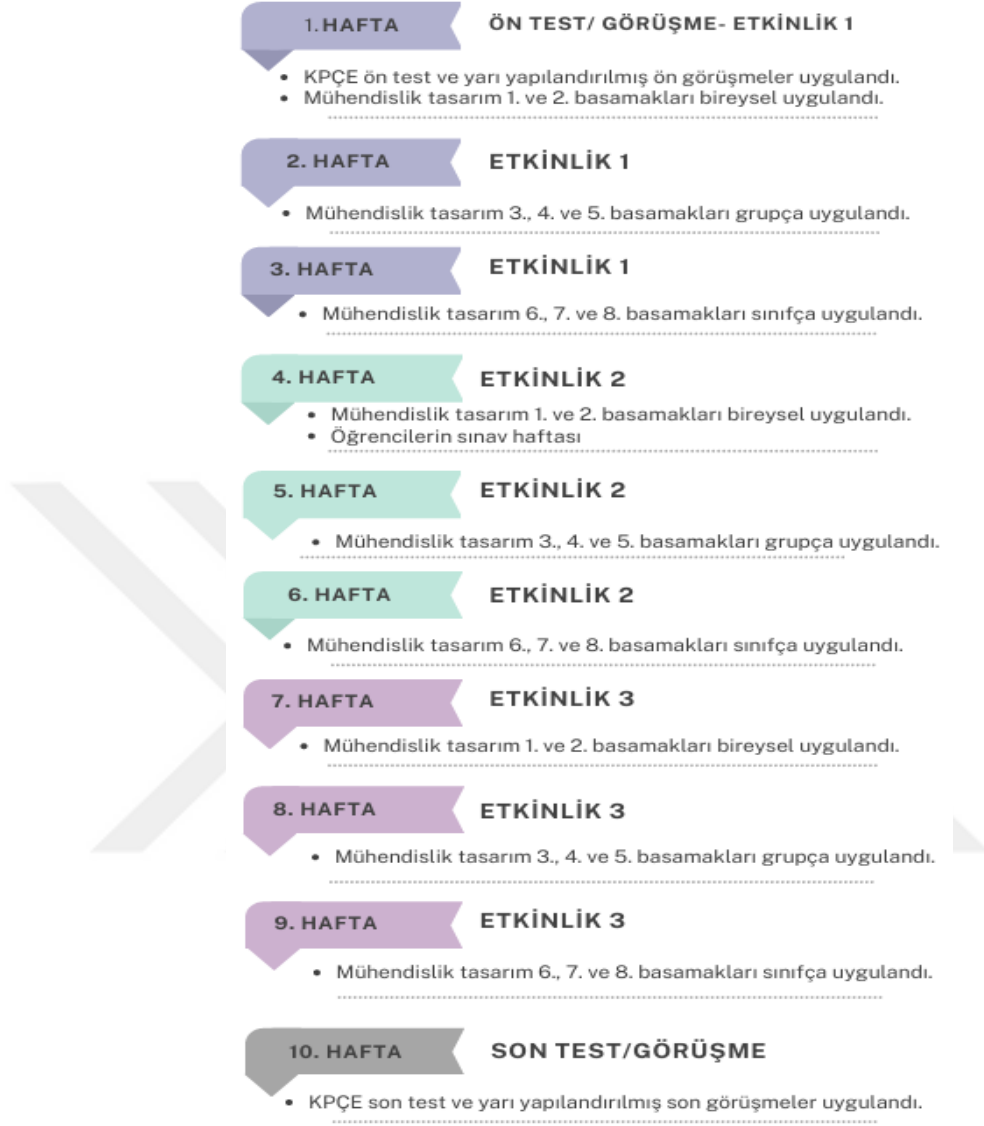 1. HAFTA ÖN TEST/ GÖRÜŞME- ETKİNLİK 1
• KPÇE ön test ve yarı yapılandırılmış ön görüşmeler uygulandı.
• Mühendislik tasarım 1. ve 2. basamakları bireysel uygulandı.
2. HAFTA ETKİNLİK 1
• Mühendislik tasarım 3., 4. ve 5. basamakları grupça uygulandı.
3. HAFTA ETKİNLİK 1
• Mühendislik tasarım 6., 7. ve 8. basamakları sınıfça uygulandı.
4. HAFTA ETKİNLİK 2
• Mühendislik tasarım 1. ve 2. basamakları bireysel uygulandı.
• Öğrencilerin sınav haftası
5. HAFTA ETKİNLİK 2
• Mühendislik tasarım 3., 4. ve 5. basamakları grupça uygulandı.
6. HAFTA ETKİNLİK 2
• Mühendislik tasarım 6., 7. ve 8. basamakları sınıfça uygulandı.
7. HAFTA ETKİNLİK 3
• Mühendislik tasarım 1. ve 2. basamakları bireysel uygulandı.
8. HAFTA ETKİNLİK 3
• Mühendislik tasarım 3., 4. ve 5. basamakları grupça uygulandı.
9. HAFTA ETKİNLİK 3
• Mühendislik tasarım 6., 7. ve 8. basamakları sınıfça uygulandı.
10. HAFTA SON TEST/GÖRÜŞME
• KPÇE son test ve yarı yapılandırılmış son görüşmeler uygulandı.